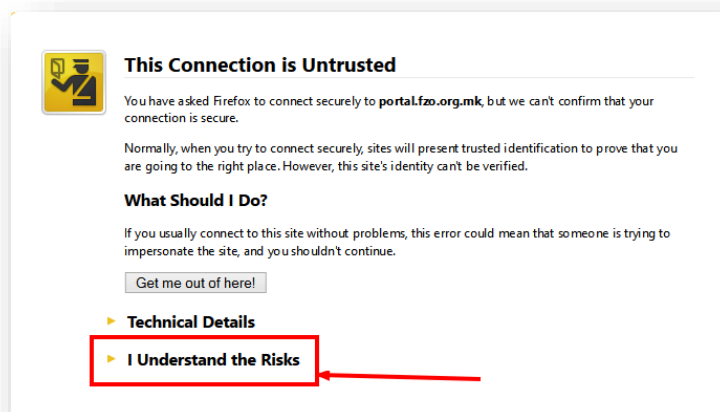 This Connection is Untrusted
You have asked Firefox to connect securely to portal.fzo.org.mk, but we can't confirm that your
connection is secure.
Normally, when you try to connect securely, sites will present trusted identification to prove that you
are going to the right place. However, this site's identity can't be verified.
What Should I Do?
If you usually connect to this site without problems, this error could mean that someone is trying to
impersonate the site, and you shouldn't continue.
Get me out of here!
Technical Details
I Understand the Risks